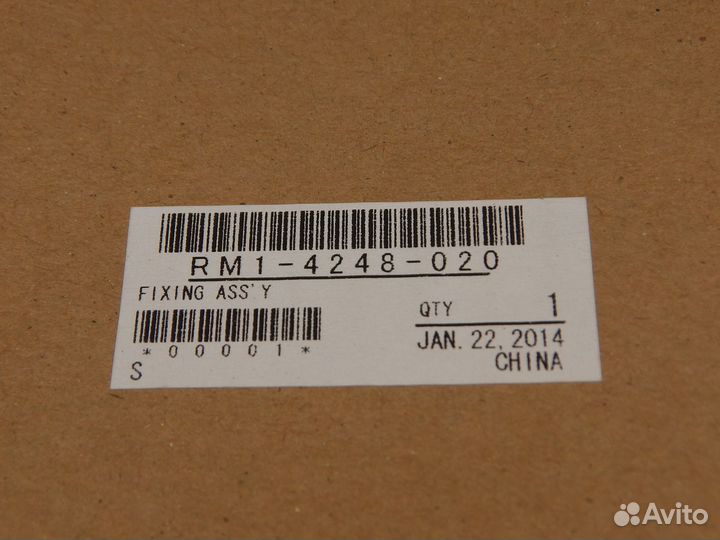 RM1-4248-020
FIXING ASS'Y
QTY 1
*00001*
JAN. 22, 2014
S
CHINA
Avito